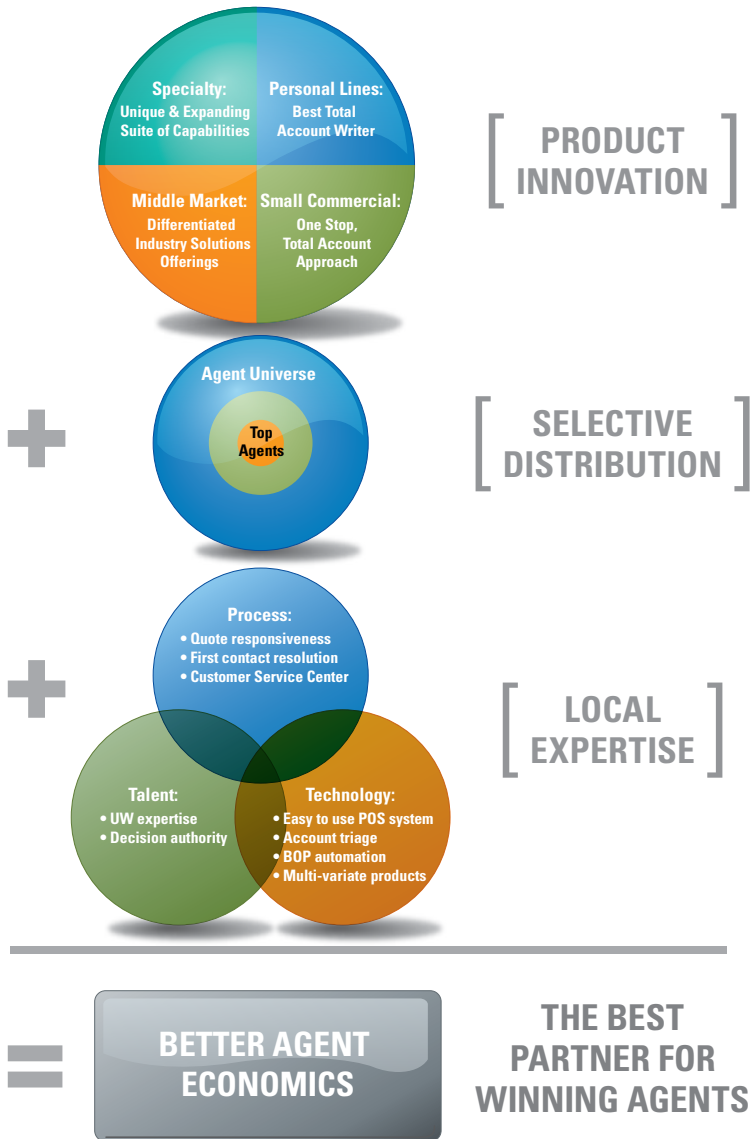 Specialty:
Unique & Expanding
Suite of Capabilities
Personal Lines:
Best Total
Account Writer
Middle Market:
Differentiated
Industry Solutions
Offerings
Small Commercial:
One Stop,
Total Account
Approach
[ PRODUCT
INNOVATION ]
+
Agent Universe
Top
Agents
[ SELECTIVE
DISTRIBUTION ]
+
Process:
• Quote responsiveness
• First contact resolution
• Customer Service Center
Talent:
• UW expertise
• Decision authority
Technology:
• Easy to use POS system
• Account triage
• BOP automation
• Multi-variate products
[ LOCAL
EXPERTISE ]
=
BETTER AGENT
ECONOMICS
THE BEST
PARTNER FOR
WINNING AGENTS